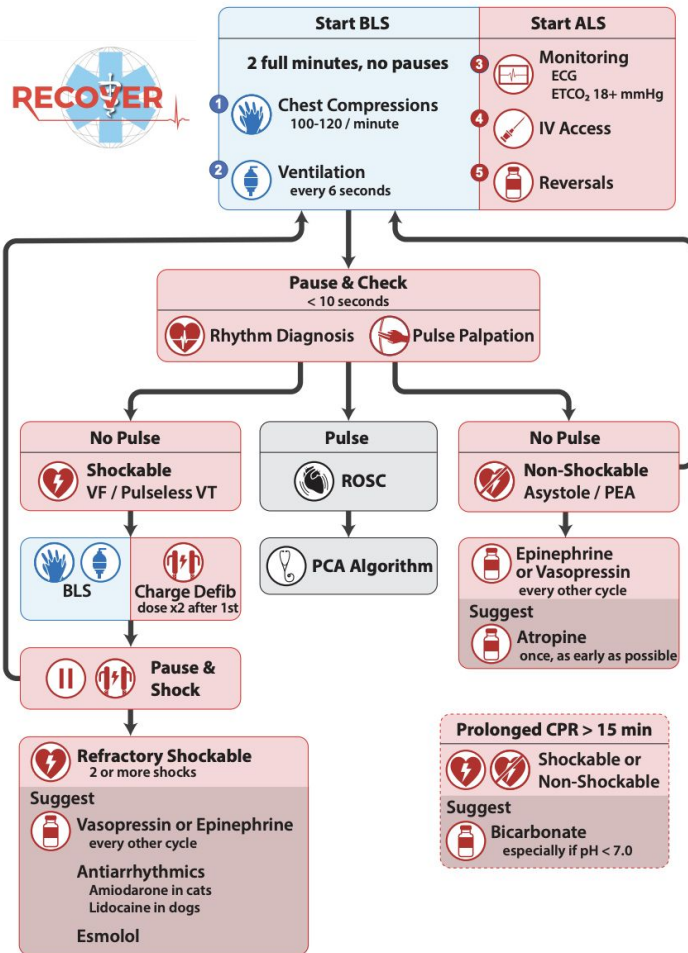 RECOVER
Start BLS
2 full minutes, no pauses
1
Chest Compressions
100-120 / minute
2
Ventilation
every 6 seconds
Start ALS
3
Monitoring
ECG
ETCO₂ 18+ mmHg
4
IV Access
5
Reversals
Pause & Check
< 10 seconds
Rhythm Diagnosis
Pulse Palpation
No Pulse
Shockable
VF / Pulseless VT
BLS
Charge Defib
dose x2 after 1st
Pause &
Shock
Refractory Shockable
2 or more shocks
Suggest
Vasopressin or Epinephrine
every other cycle
Antiarrhythmics
Amiodarone in cats
Lidocaine in dogs
Esmolol
Pulse
ROSC
PCA Algorithm
No Pulse
Non-Shockable
Asystole / PEA
Epinephrine
or Vasopressin
every other cycle
Suggest
Atropine
once, as early as possible
Prolonged CPR > 15 min
Shockable or
Non-Shockable
Suggest
Bicarbonate
especially if pH < 7.0